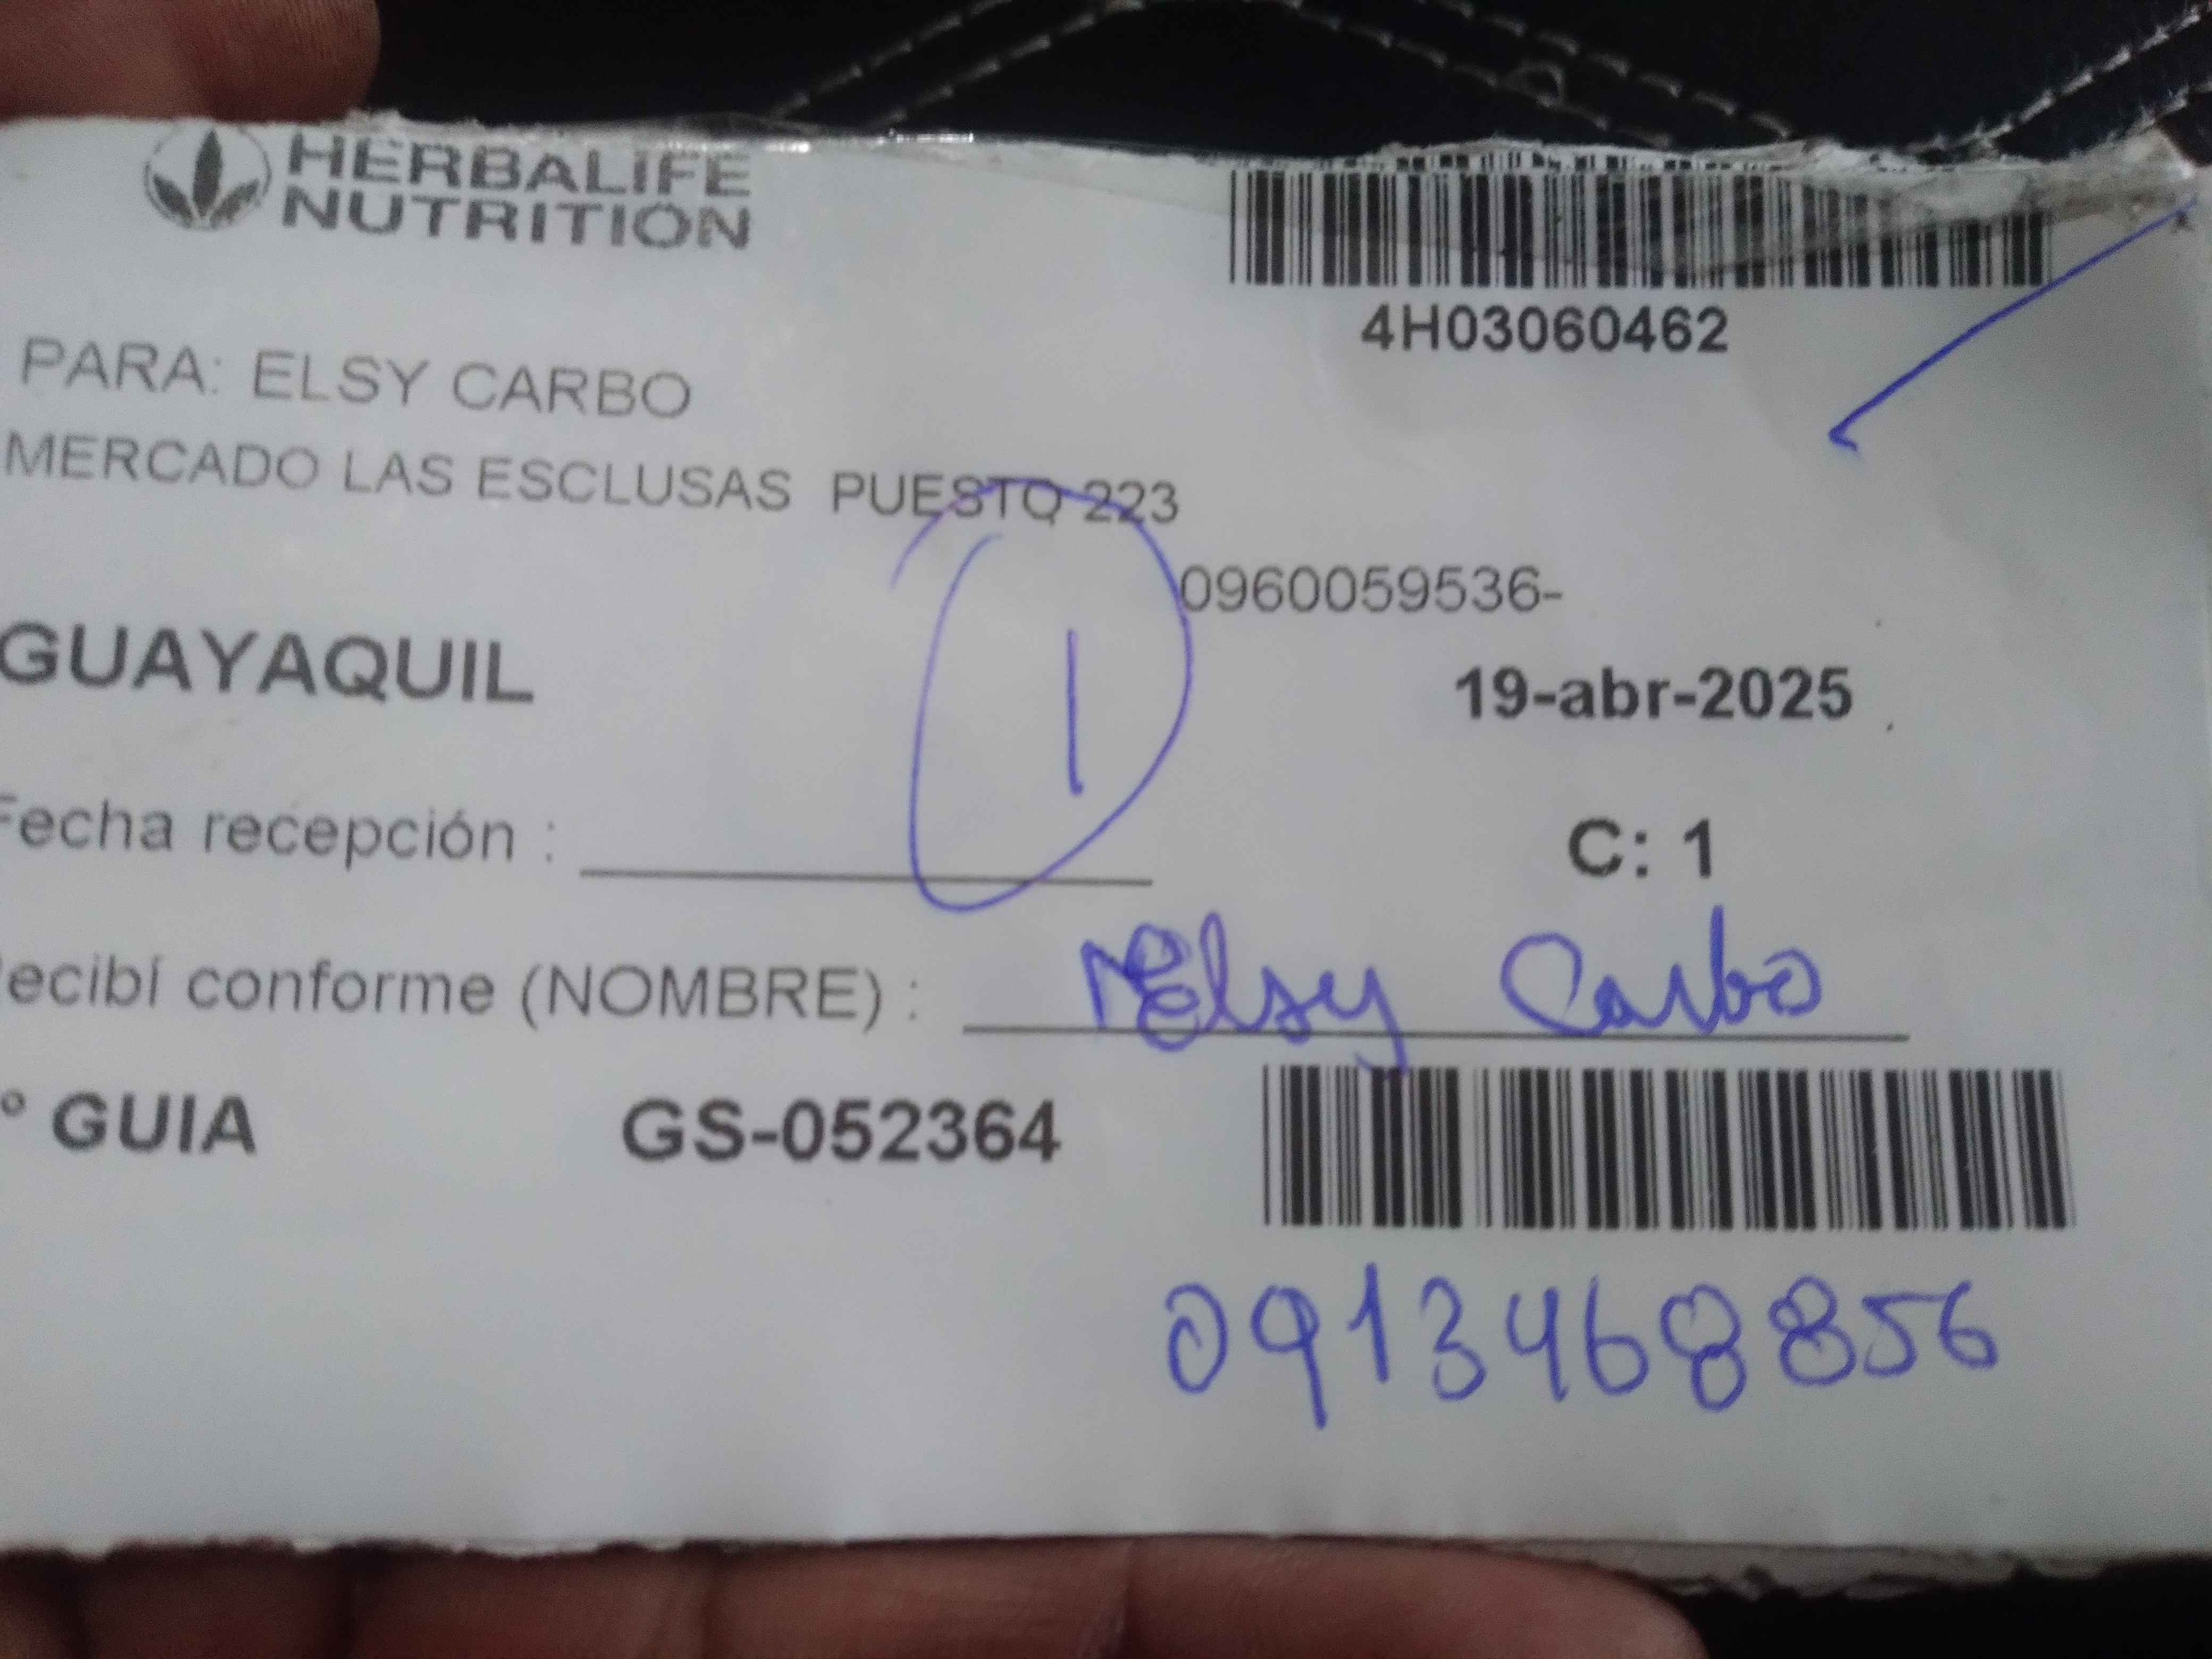 HERBALIFE
NUTRITION
4H03060462
PARA: ELSY CARBO
MERCADO LAS ESCLUSAS PUESTO 223
0960059536-
GUAYAQUIL
1
19-abr-2025
Fecha recepción :
C: 1
ecibí conforme (NOMBRE) : Elsy Carbo
° GUIA GS-052364
0913468856